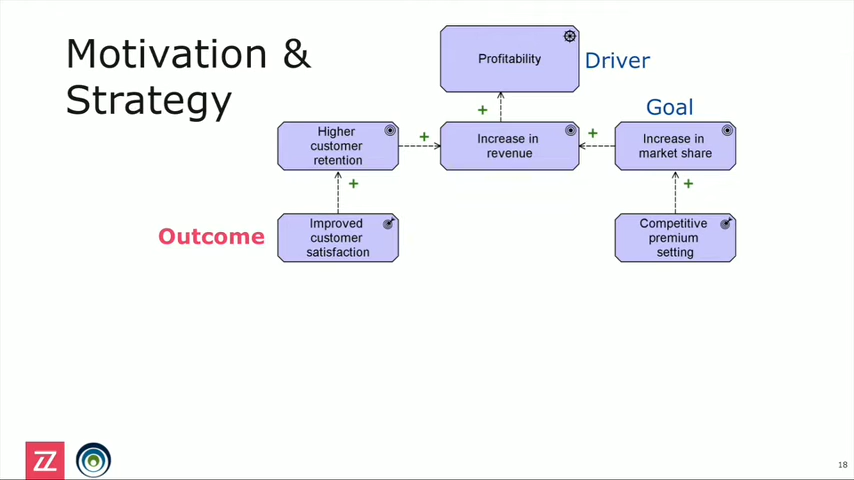 Motivation &
Strategy
Profitability
Driver
+
Goal
Higher
customer
retention
+
Increase in
revenue
+
Increase in
market share
+
+
Outcome
Improved
customer
satisfaction
Competitive
premium
setting
ZZ
18